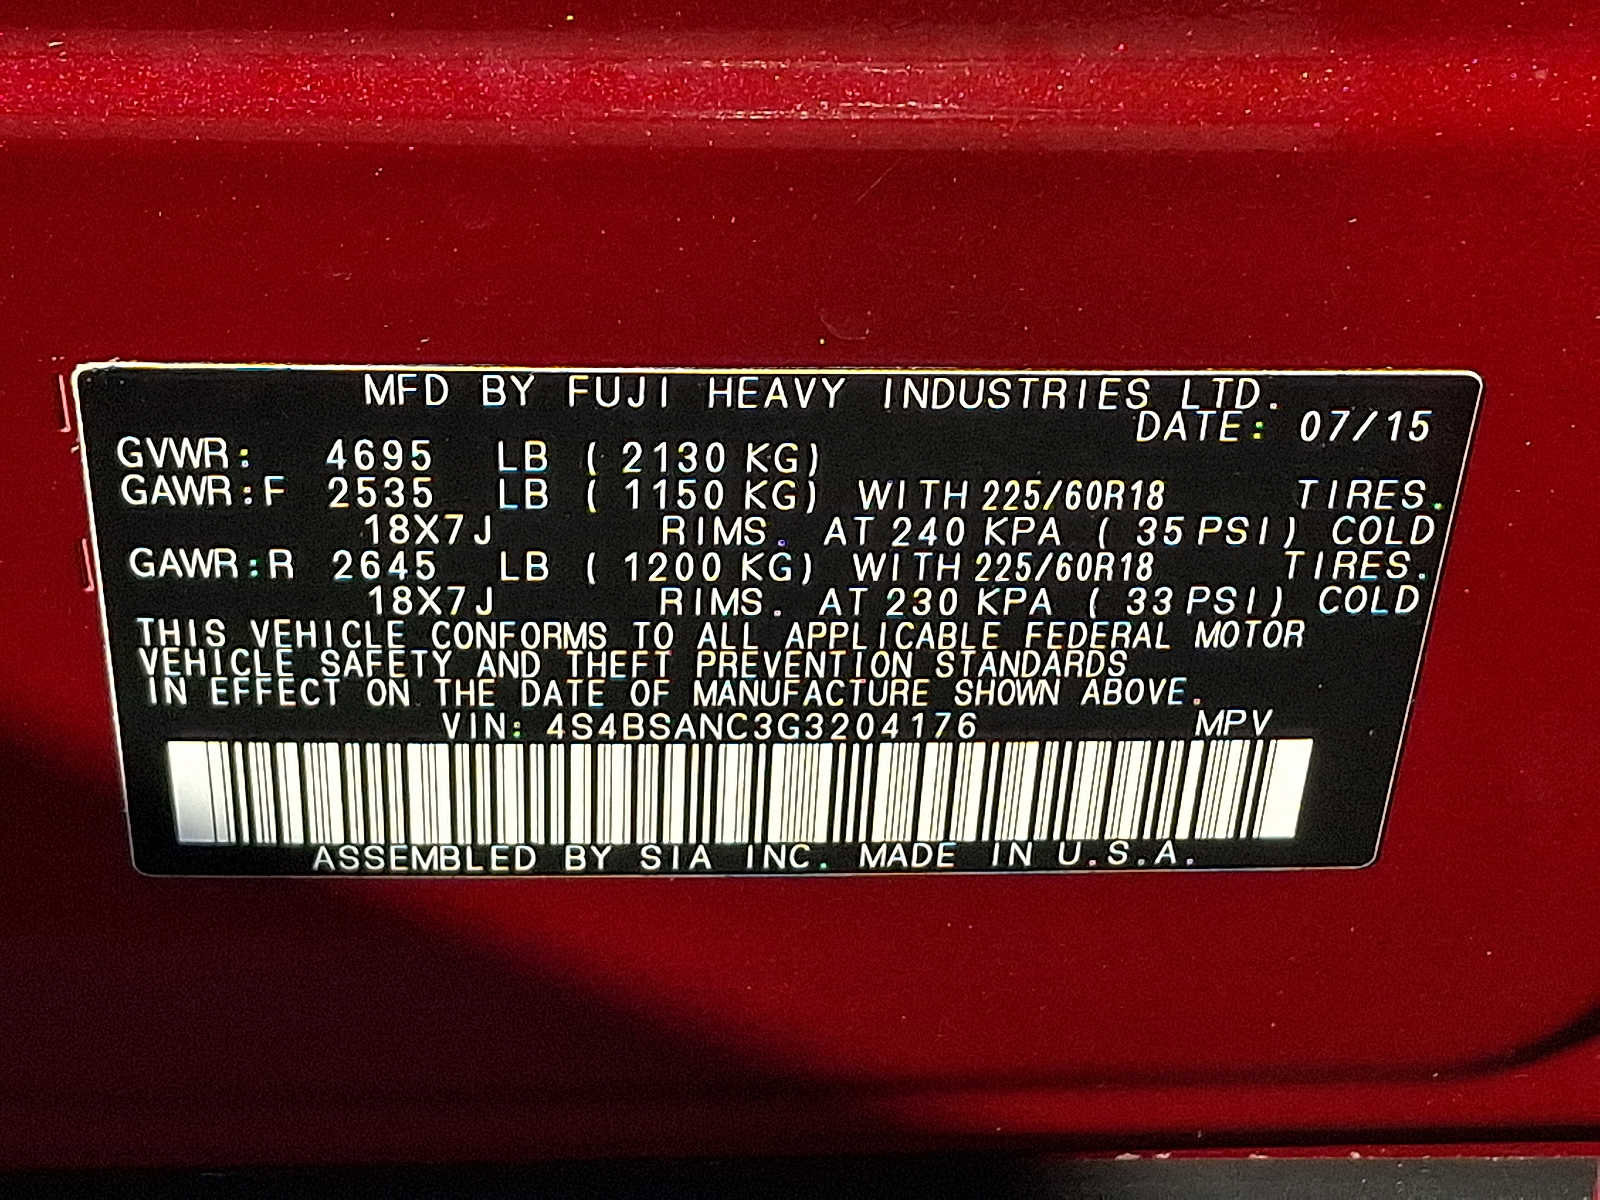 MFD BY FUJI HEAVY INDUSTRIES LTD.
DATE: 07/15
GVWR: 4695 LB ( 2130 KG)
GAWR:F 2535 LB ( 1150 KG) WITH 225/60R18 TIRES.
18X7J RIMS. AT 240 KPA ( 35 PSI) COLD
GAWR:R 2645 LB ( 1200 KG) WITH 225/60R18 TIRES.
18X7J RIMS. AT 230 KPA ( 33 PSI) COLD
THIS VEHICLE CONFORMS TO ALL APPLICABLE FEDERAL MOTOR
VEHICLE SAFETY AND THEFT PREVENTION STANDARDS
IN EFFECT ON THE DATE OF MANUFACTURE SHOWN ABOVE.
VIN: 4S4BSANC3G3204176 MPV
ASSEMBLED BY SIA INC. MADE IN U.S.A.